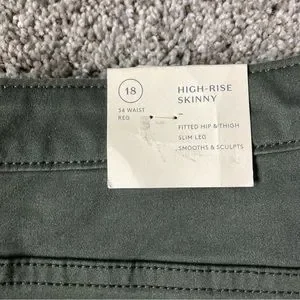 18
34 WAIST
REG
HIGH-RISE
SKINNY
FITTED HIP & THIGH
SLIM LEG
SMOOTHS & SCULPTS